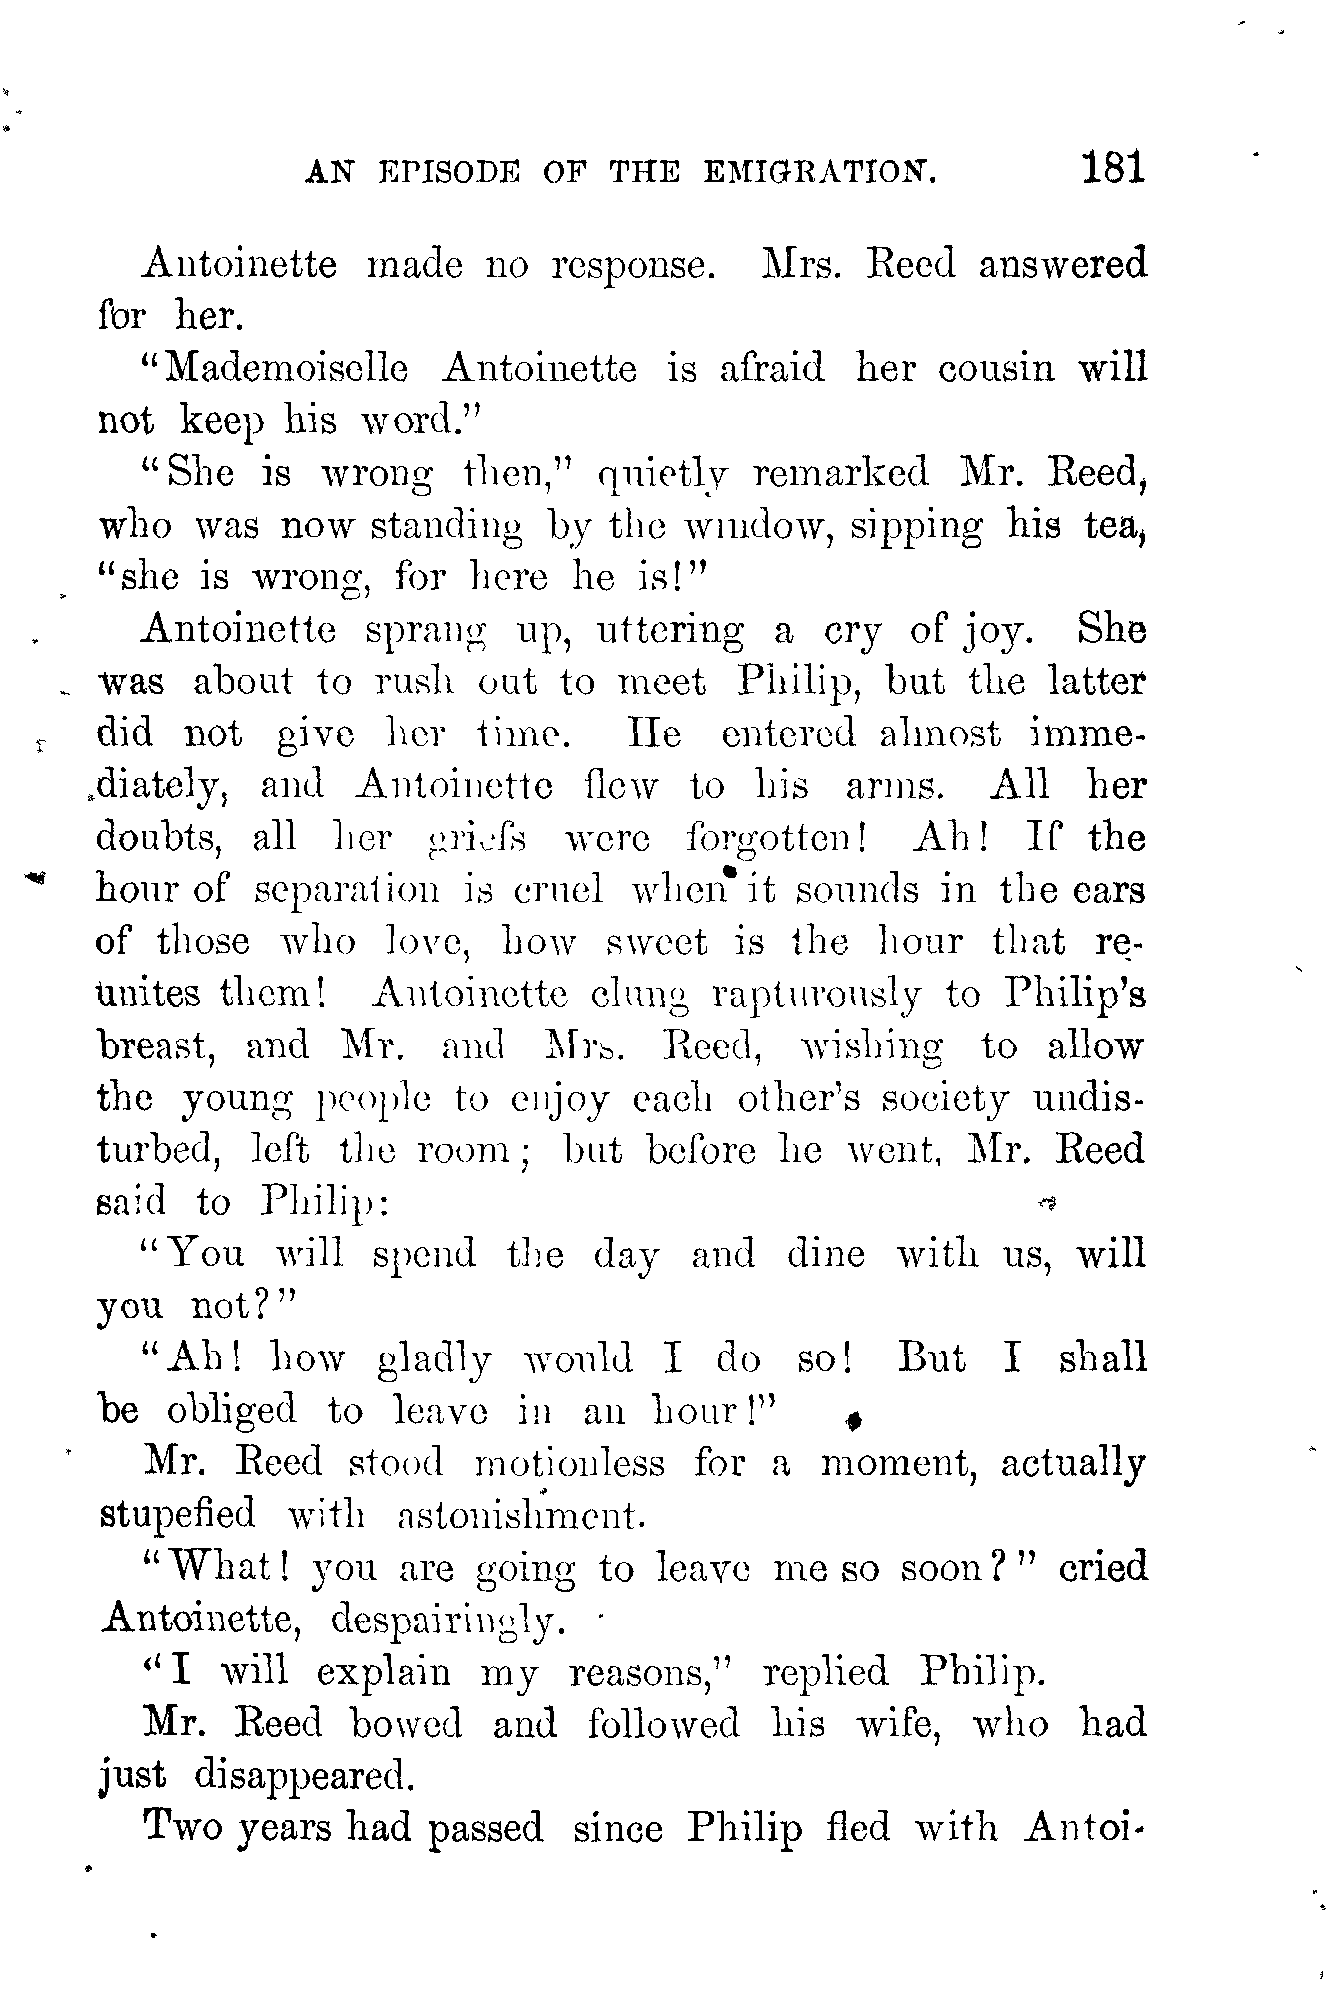 AN EPISODE OF THE EMIGRATION. 181
Antoinette made no response. Mrs. Reed answered
for her.
"Mademoiselle Antoinette is afraid her cousin will
not keep his word."
"She is wrong then," quietly remarked Mr. Reed,
who was now standing by the window, sipping his tea,
"she is wrong, for here he is!"
Antoinette sprang up, uttering a cry of joy. She
was about to rush out to meet Philip, but the latter
did not give her time. He entered almost imme-
diately, and Antoinette flew to his arms. All her
doubts, all her griefs were forgotten! Ah! If the
hour of separation is cruel when it sounds in the ears
of those who love, how sweet is the hour that re-
unites them! Antoinette clung rapturously to Philip's
breast, and Mr. and Mrs. Reed, wishing to allow
the young people to enjoy each other's society undis-
turbed, left the room; but before he went, Mr. Reed
said to Philip:
"You will spend the day and dine with us, will
you not?"
"Ah! how gladly would I do so! But I shall
be obliged to leave in an hour!"
Mr. Reed stood motionless for a moment, actually
stupefied with astonishment.
"What! you are going to leave me so soon?" cried
Antoinette, despairingly.
"I will explain my reasons," replied Philip.
Mr. Reed bowed and followed his wife, who had
just disappeared.
Two years had passed since Philip fled with Antoi-